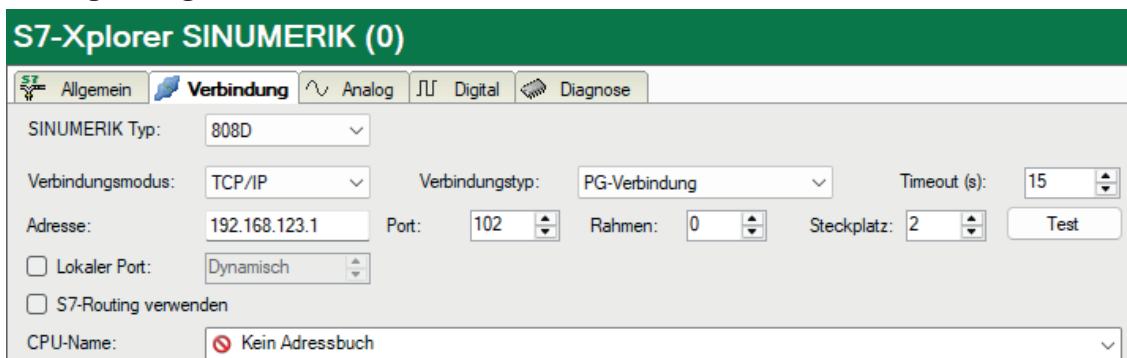 S7-Xplorer SINUMERIK (0)
S7 Allgemein Verbindung Analog Digital Diagnose
SINUMERIK Typ: 808D
Verbindungsmodus: TCP/IP Verbindungstyp: PG-Verbindung Timeout (s): 15
Adresse: 192.168.123.1 Port: 102 Rahmen: 0 Steckplatz: 2 Test
Lokaler Port: Dynamisch
S7-Routing verwenden
CPU-Name: Kein Adressbuch